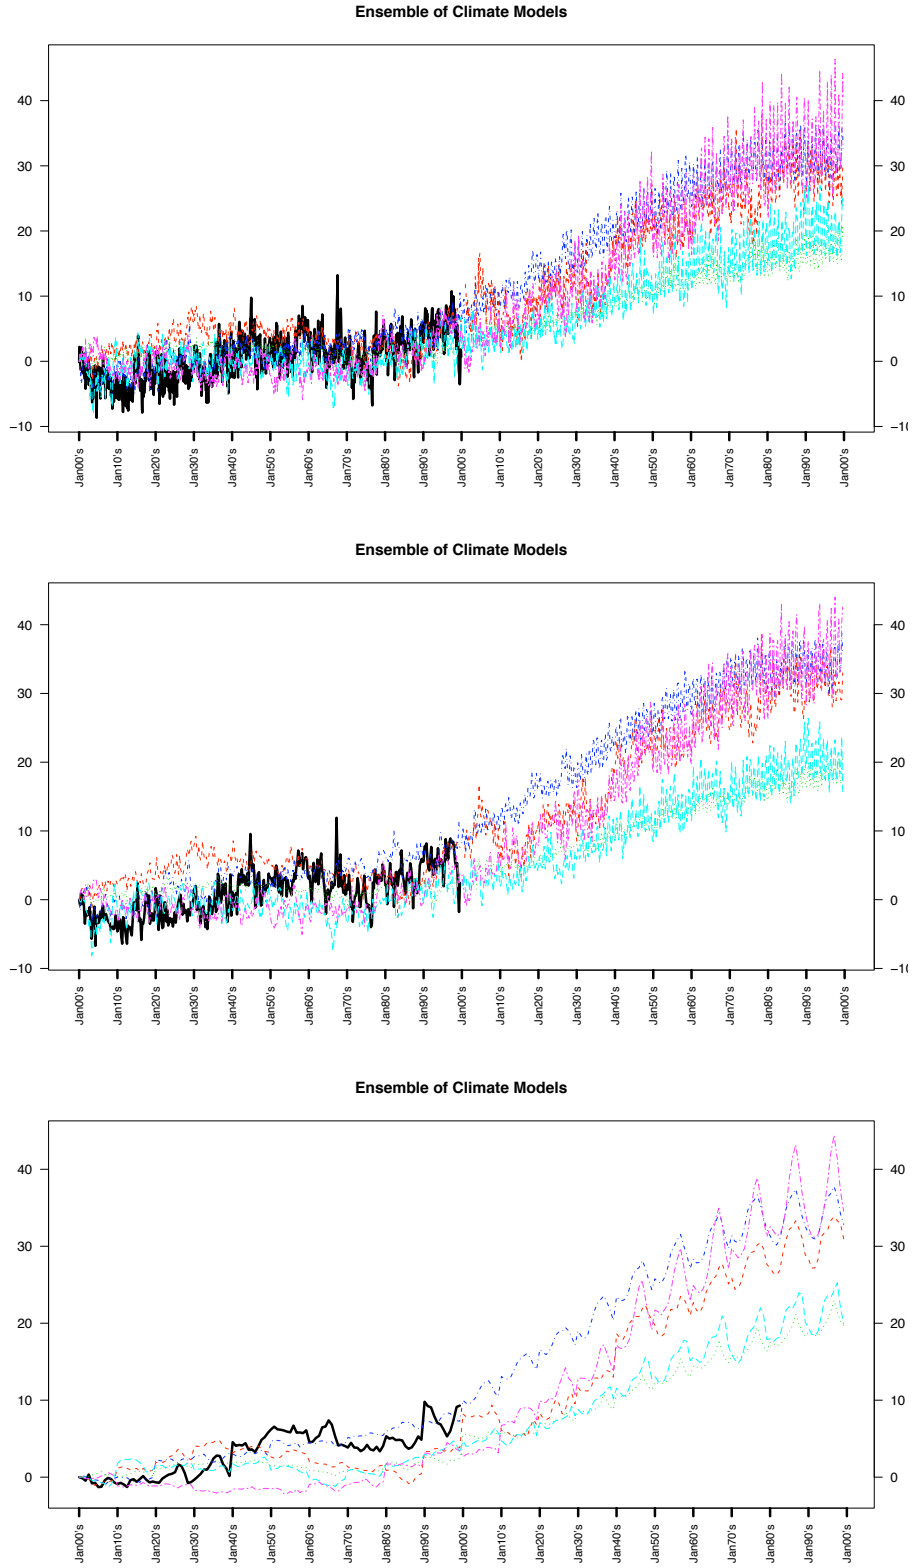 Ensemble of Climate Models
40 40
30 30
20 20
10 10
0 0
−10 −10
Jan00's Jan10's Jan20's Jan30's Jan40's Jan50's Jan60's Jan70's Jan80's Jan90's Jan00's Jan10's Jan20's Jan30's Jan40's Jan50's Jan60's Jan70's Jan80's Jan90's Jan00's
Ensemble of Climate Models
40 40
30 30
20 20
10 10
0 0
−10 −10
Jan00's Jan10's Jan20's Jan30's Jan40's Jan50's Jan60's Jan70's Jan80's Jan90's Jan00's Jan10's Jan20's Jan30's Jan40's Jan50's Jan60's Jan70's Jan80's Jan90's Jan00's
Ensemble of Climate Models
40 40
30 30
20 20
10 10
0 0
Jan00's Jan10's Jan20's Jan30's Jan40's Jan50's Jan60's Jan70's Jan80's Jan90's Jan00's Jan10's Jan20's Jan30's Jan40's Jan50's Jan60's Jan70's Jan80's Jan90's Jan00's